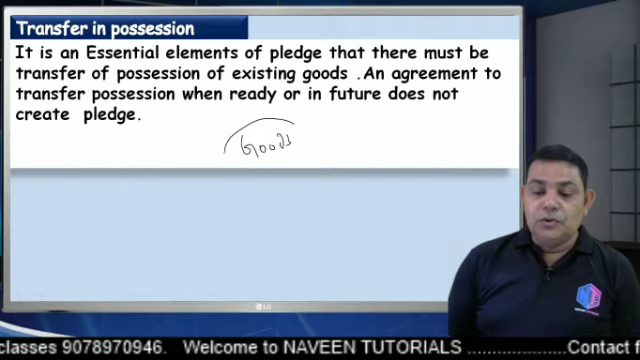 Transfer in possession
It is an Essential elements of pledge that there must be
transfer of possession of existing goods .An agreement to
transfer possession when ready or in future does not
create pledge.
Goods
LG
classes 9078970946. Welcome to NAVEEN TUTORIALS ..................Contact f